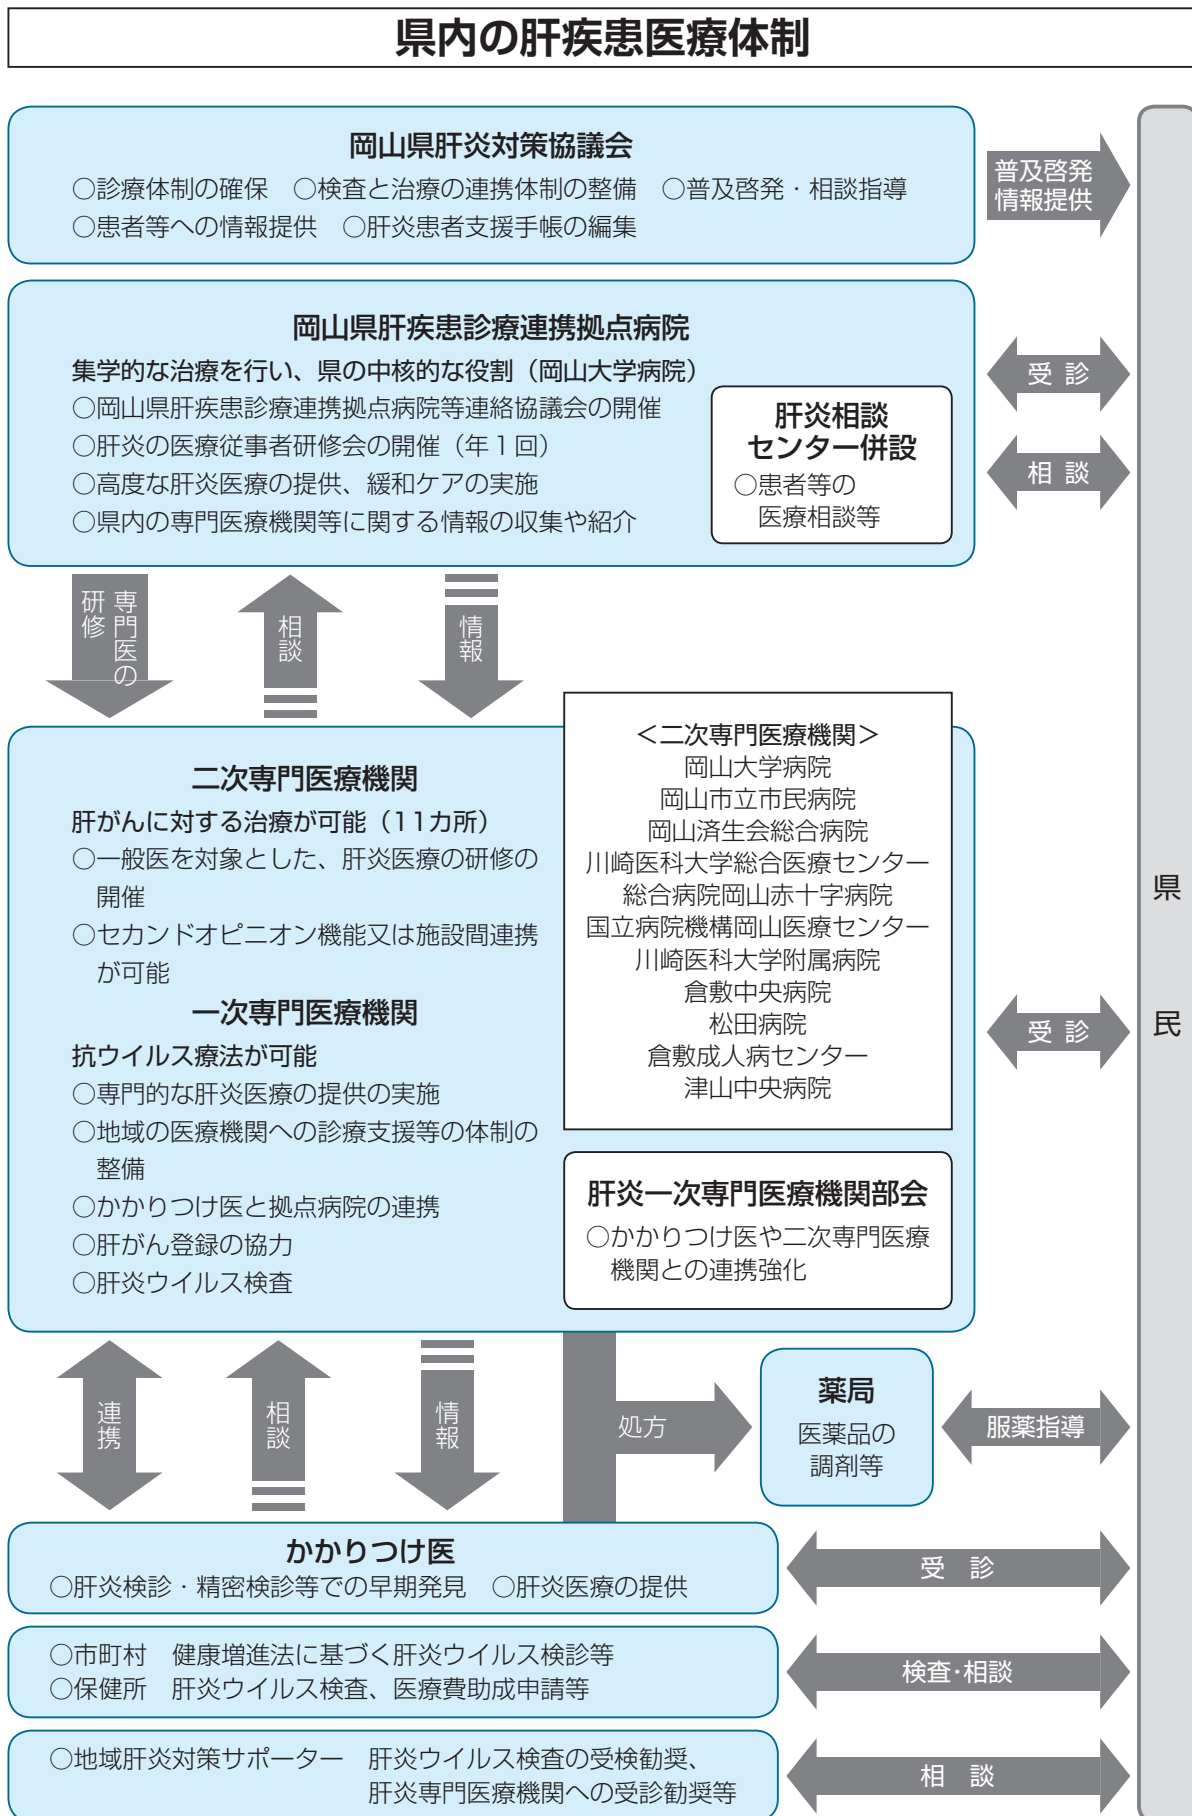 県内の肝疾患医療体制
岡山県肝炎対策協議会
○診療体制の確保　○検査と治療の連携体制の整備　○普及啓発・相談指導
○患者等への情報提供　○肝炎患者支援手帳の編集
普及啓発
情報提供
岡山県肝疾患診療連携拠点病院
集学的な治療を行い、県の中核的な役割（岡山大学病院）
○岡山県肝疾患診療連携拠点病院等連絡協議会の開催
○肝炎の医療従事者研修会の開催（年１回）
○高度な肝炎医療の提供、緩和ケアの実施
○県内の専門医療機関等に関する情報の収集や紹介
肝炎相談
センター併設
○患者等の
医療相談等
受 診
相 談
専門医の
研修
相談
情報
二次専門医療機関
肝がんに対する治療が可能（11カ所）
○一般医を対象とした、肝炎医療の研修の
開催
○セカンドオピニオン機能又は施設間連携
が可能
一次専門医療機関
抗ウイルス療法が可能
○専門的な肝炎医療の提供の実施
○地域の医療機関への診療支援等の体制の
整備
○かかりつけ医と拠点病院の連携
○肝がん登録の協力
○肝炎ウイルス検査
＜二次専門医療機関＞
岡山大学病院
岡山市立市民病院
岡山済生会総合病院
川崎医科大学総合医療センター
総合病院岡山赤十字病院
国立病院機構岡山医療センター
川崎医科大学附属病院
倉敷中央病院
松田病院
倉敷成人病センター
津山中央病院
肝炎一次専門医療機関部会
○かかりつけ医や二次専門医療
機関との連携強化
受 診
県民
連携
相談
情報
処方
薬局
医薬品の
調剤等
服薬指導
かかりつけ医
○肝炎検診・精密検診等での早期発見　○肝炎医療の提供
受　診
○市町村　健康増進法に基づく肝炎ウイルス検診等
○保健所　肝炎ウイルス検査、医療費助成申請等
検査・相談
○地域肝炎対策サポーター　肝炎ウイルス検査の受検勧奨、
肝炎専門医療機関への受診勧奨等
相　談